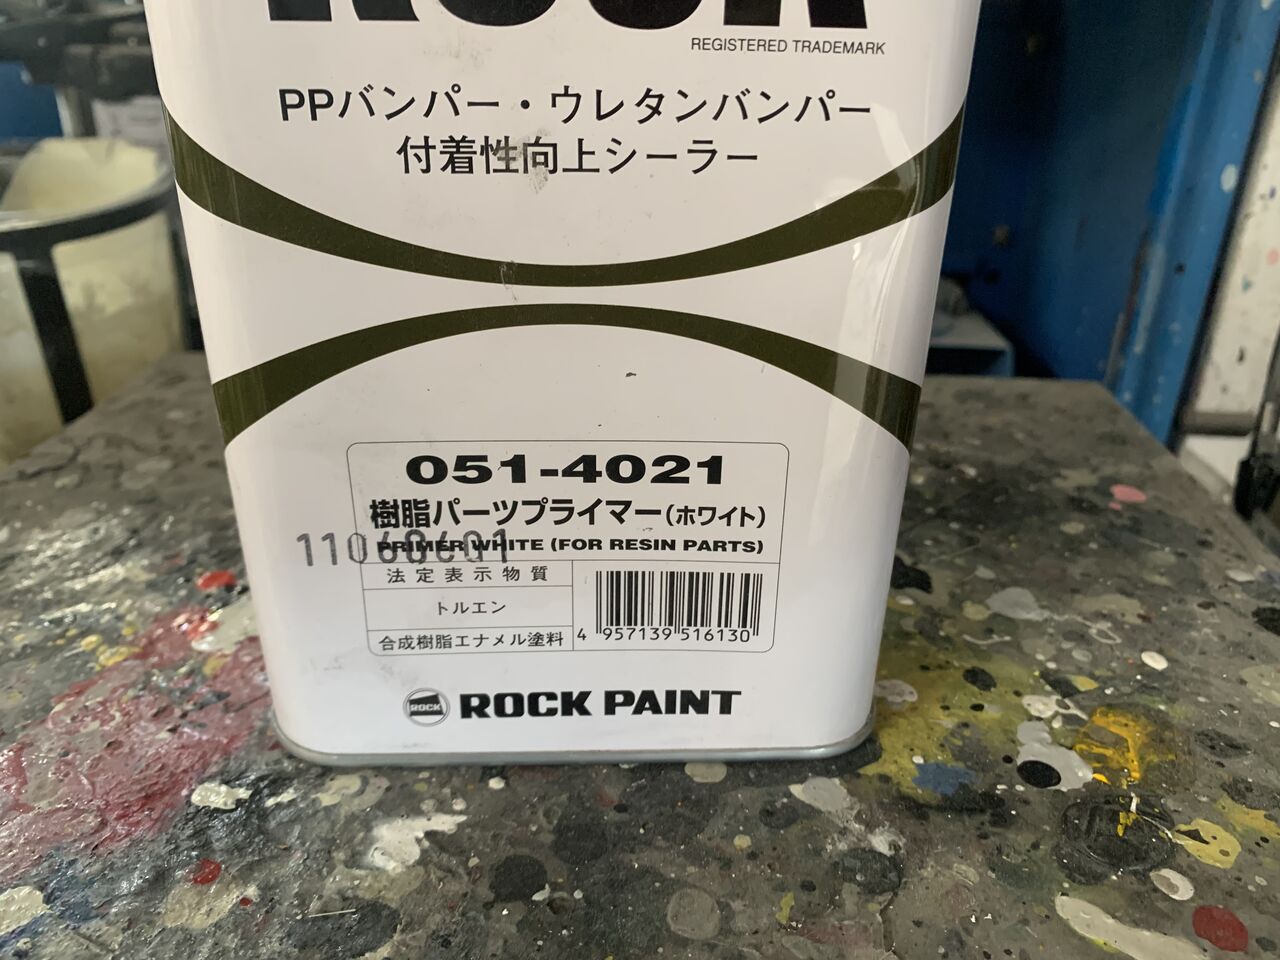 ROCK
REGISTERED TRADEMARK
PPバンパー・ウレタンバンパー
付着性向上シーラー
051-4021
樹脂パーツプライマー(ホワイト)
PRIMER WHITE (FOR RESIN PARTS)
法定表示物質
トルエン
合成樹脂エナメル塗料
4 957139 516130
ROCK
ROCK PAINT